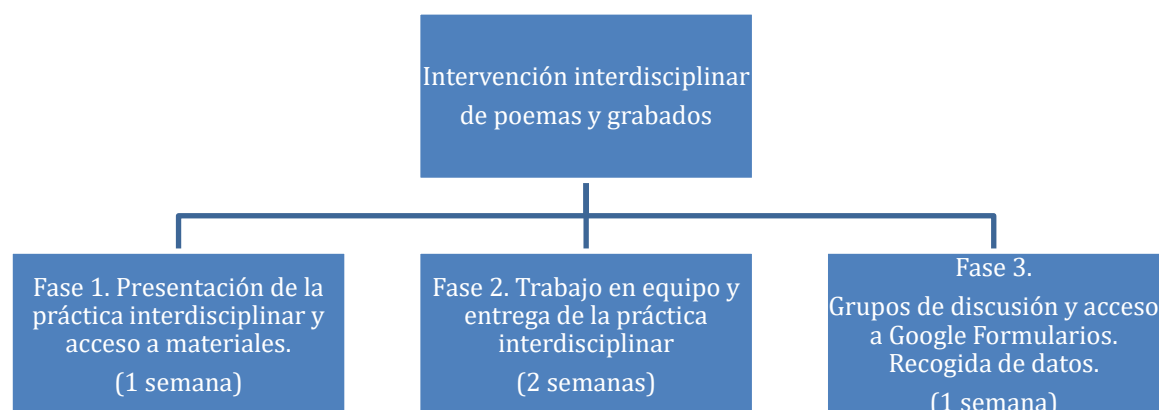 Intervención interdisciplinar
de poemas y grabados
Fase 1. Presentación de la
práctica interdisciplinar y
acceso a materiales.
(1 semana)
Fase 2. Trabajo en equipo y
entrega de la práctica
interdisciplinar
(2 semanas)
Fase 3.
Grupos de discusión y acceso
a Google Formularios.
Recogida de datos.
(1 semana)